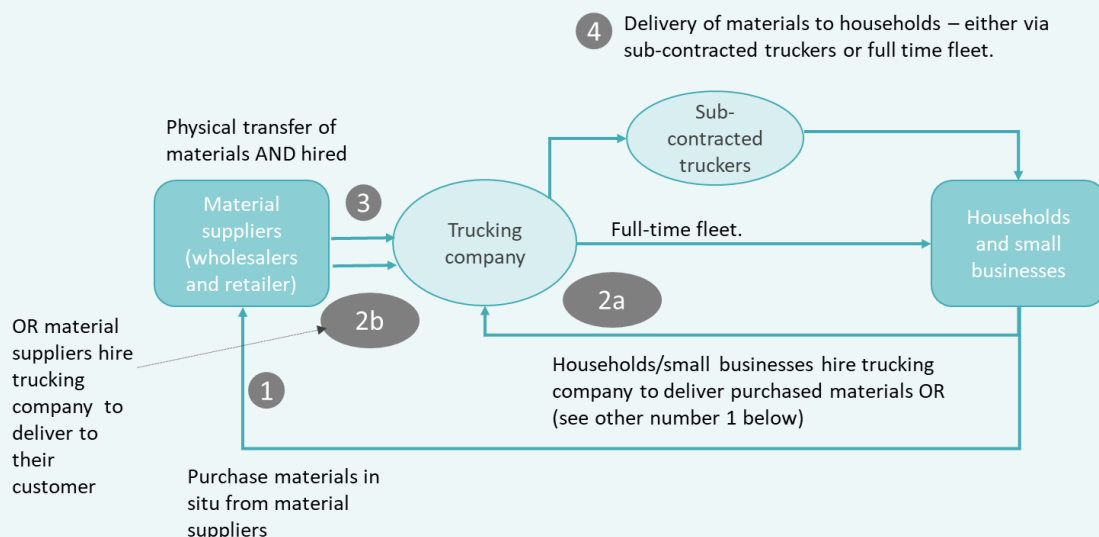 4
Delivery of materials to households – either via
sub-contracted truckers or full time fleet.
Physical transfer of
materials AND hired
Sub-
contracted
truckers
3
Material
suppliers
(wholesalers
and retailer)
Trucking
company
Full-time fleet.
Households
and small
businesses
2a
2b
OR material
suppliers hire
trucking
company to
deliver to
their
customer
1
Households/small businesses hire trucking
company to deliver purchased materials OR
(see other number 1 below)
Purchase materials in
situ from material
suppliers